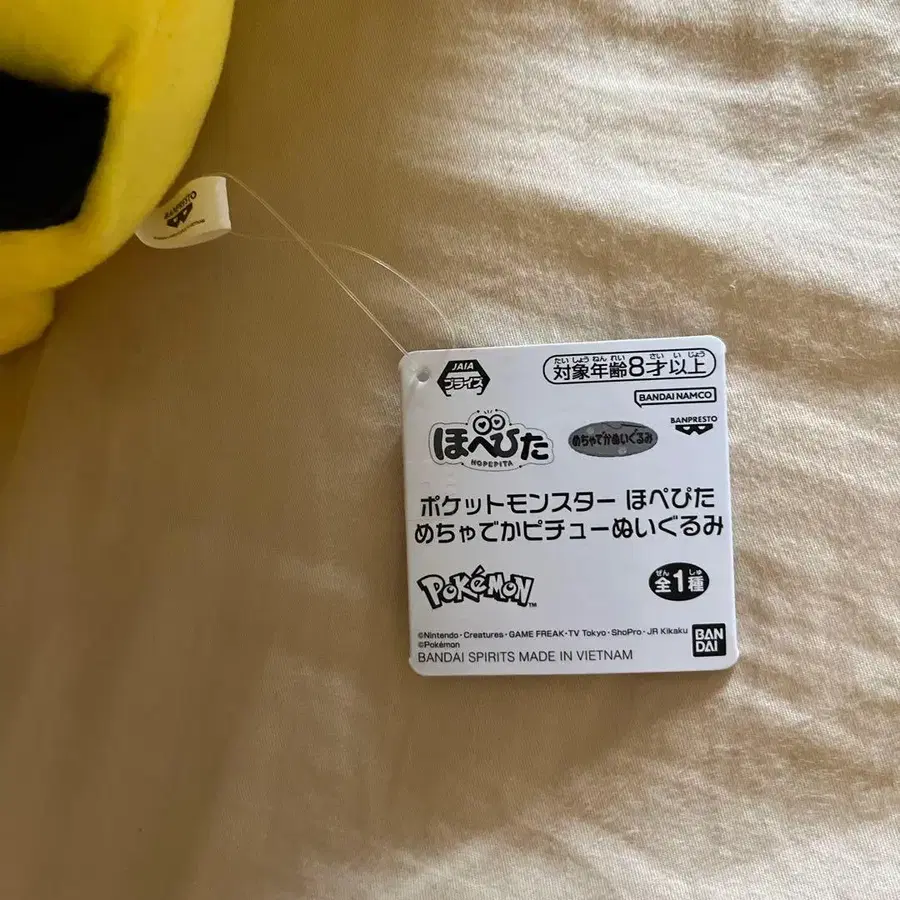 BANPRESTO
JAIA
プライズ
たいしょうねんれい さいいじょう
対象年齢8才以上
BANDAI NAMCO
BANPRESTO
ほぺぴた
HOPEPITA
めちゃでかぬいぐるみ
ポケットモンスター ほぺぴた
めちゃでかピチューぬいぐるみ
POKéMON™
ぜん しゅ
全1種
©Nintendo・Creatures・GAME FREAK・TV Tokyo・ShoPro・JR Kikaku
©Pokémon
BANDAI SPIRITS MADE IN VIETNAM
BAN
DAI